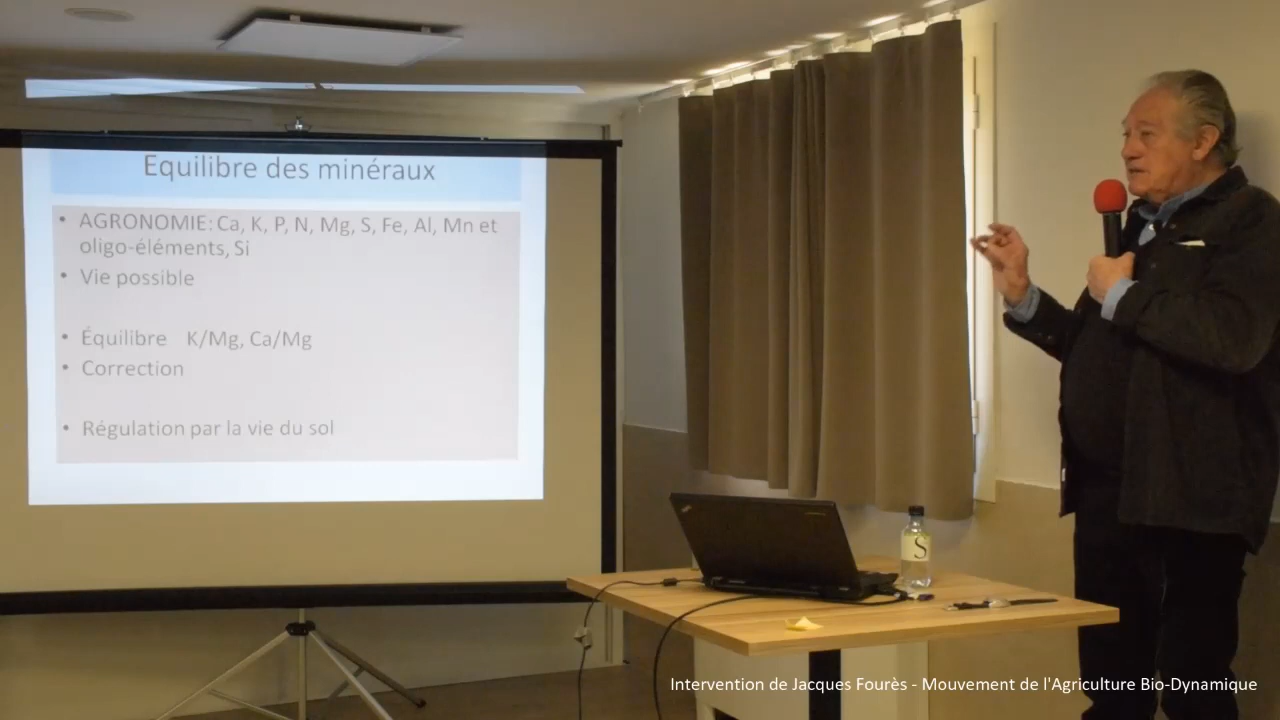 Equilibre des minéraux
• AGRONOMIE: Ca, K, P, N, Mg, S, Fe, Al, Mn et
oligo-éléments, Si
• Vie possible
• Équilibre K/Mg, Ca/Mg
• Correction
• Régulation par la vie du sol
S
Intervention de Jacques Fourès - Mouvement de l'Agriculture Bio-Dynamique